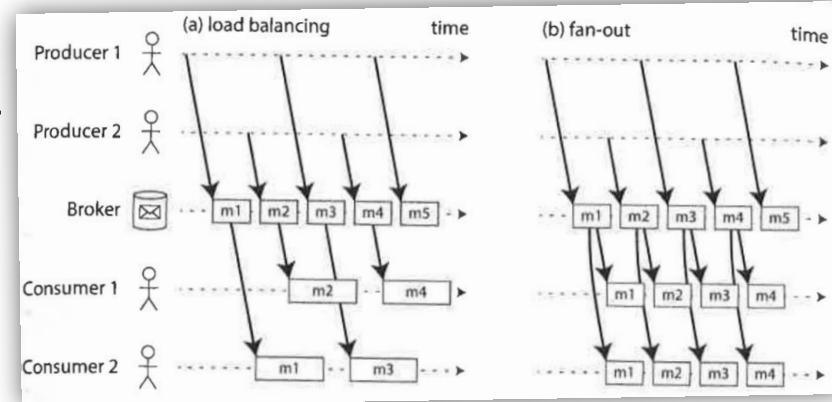 (a) load balancing time (b) fan-out time
Producer 1
Producer 2
Broker m1 m2 m3 m4 m5 m1 m2 m3 m4 m5
Consumer 1 m2 m4 m1 m2 m3 m4
Consumer 2 m1 m3 m1 m2 m3 m4